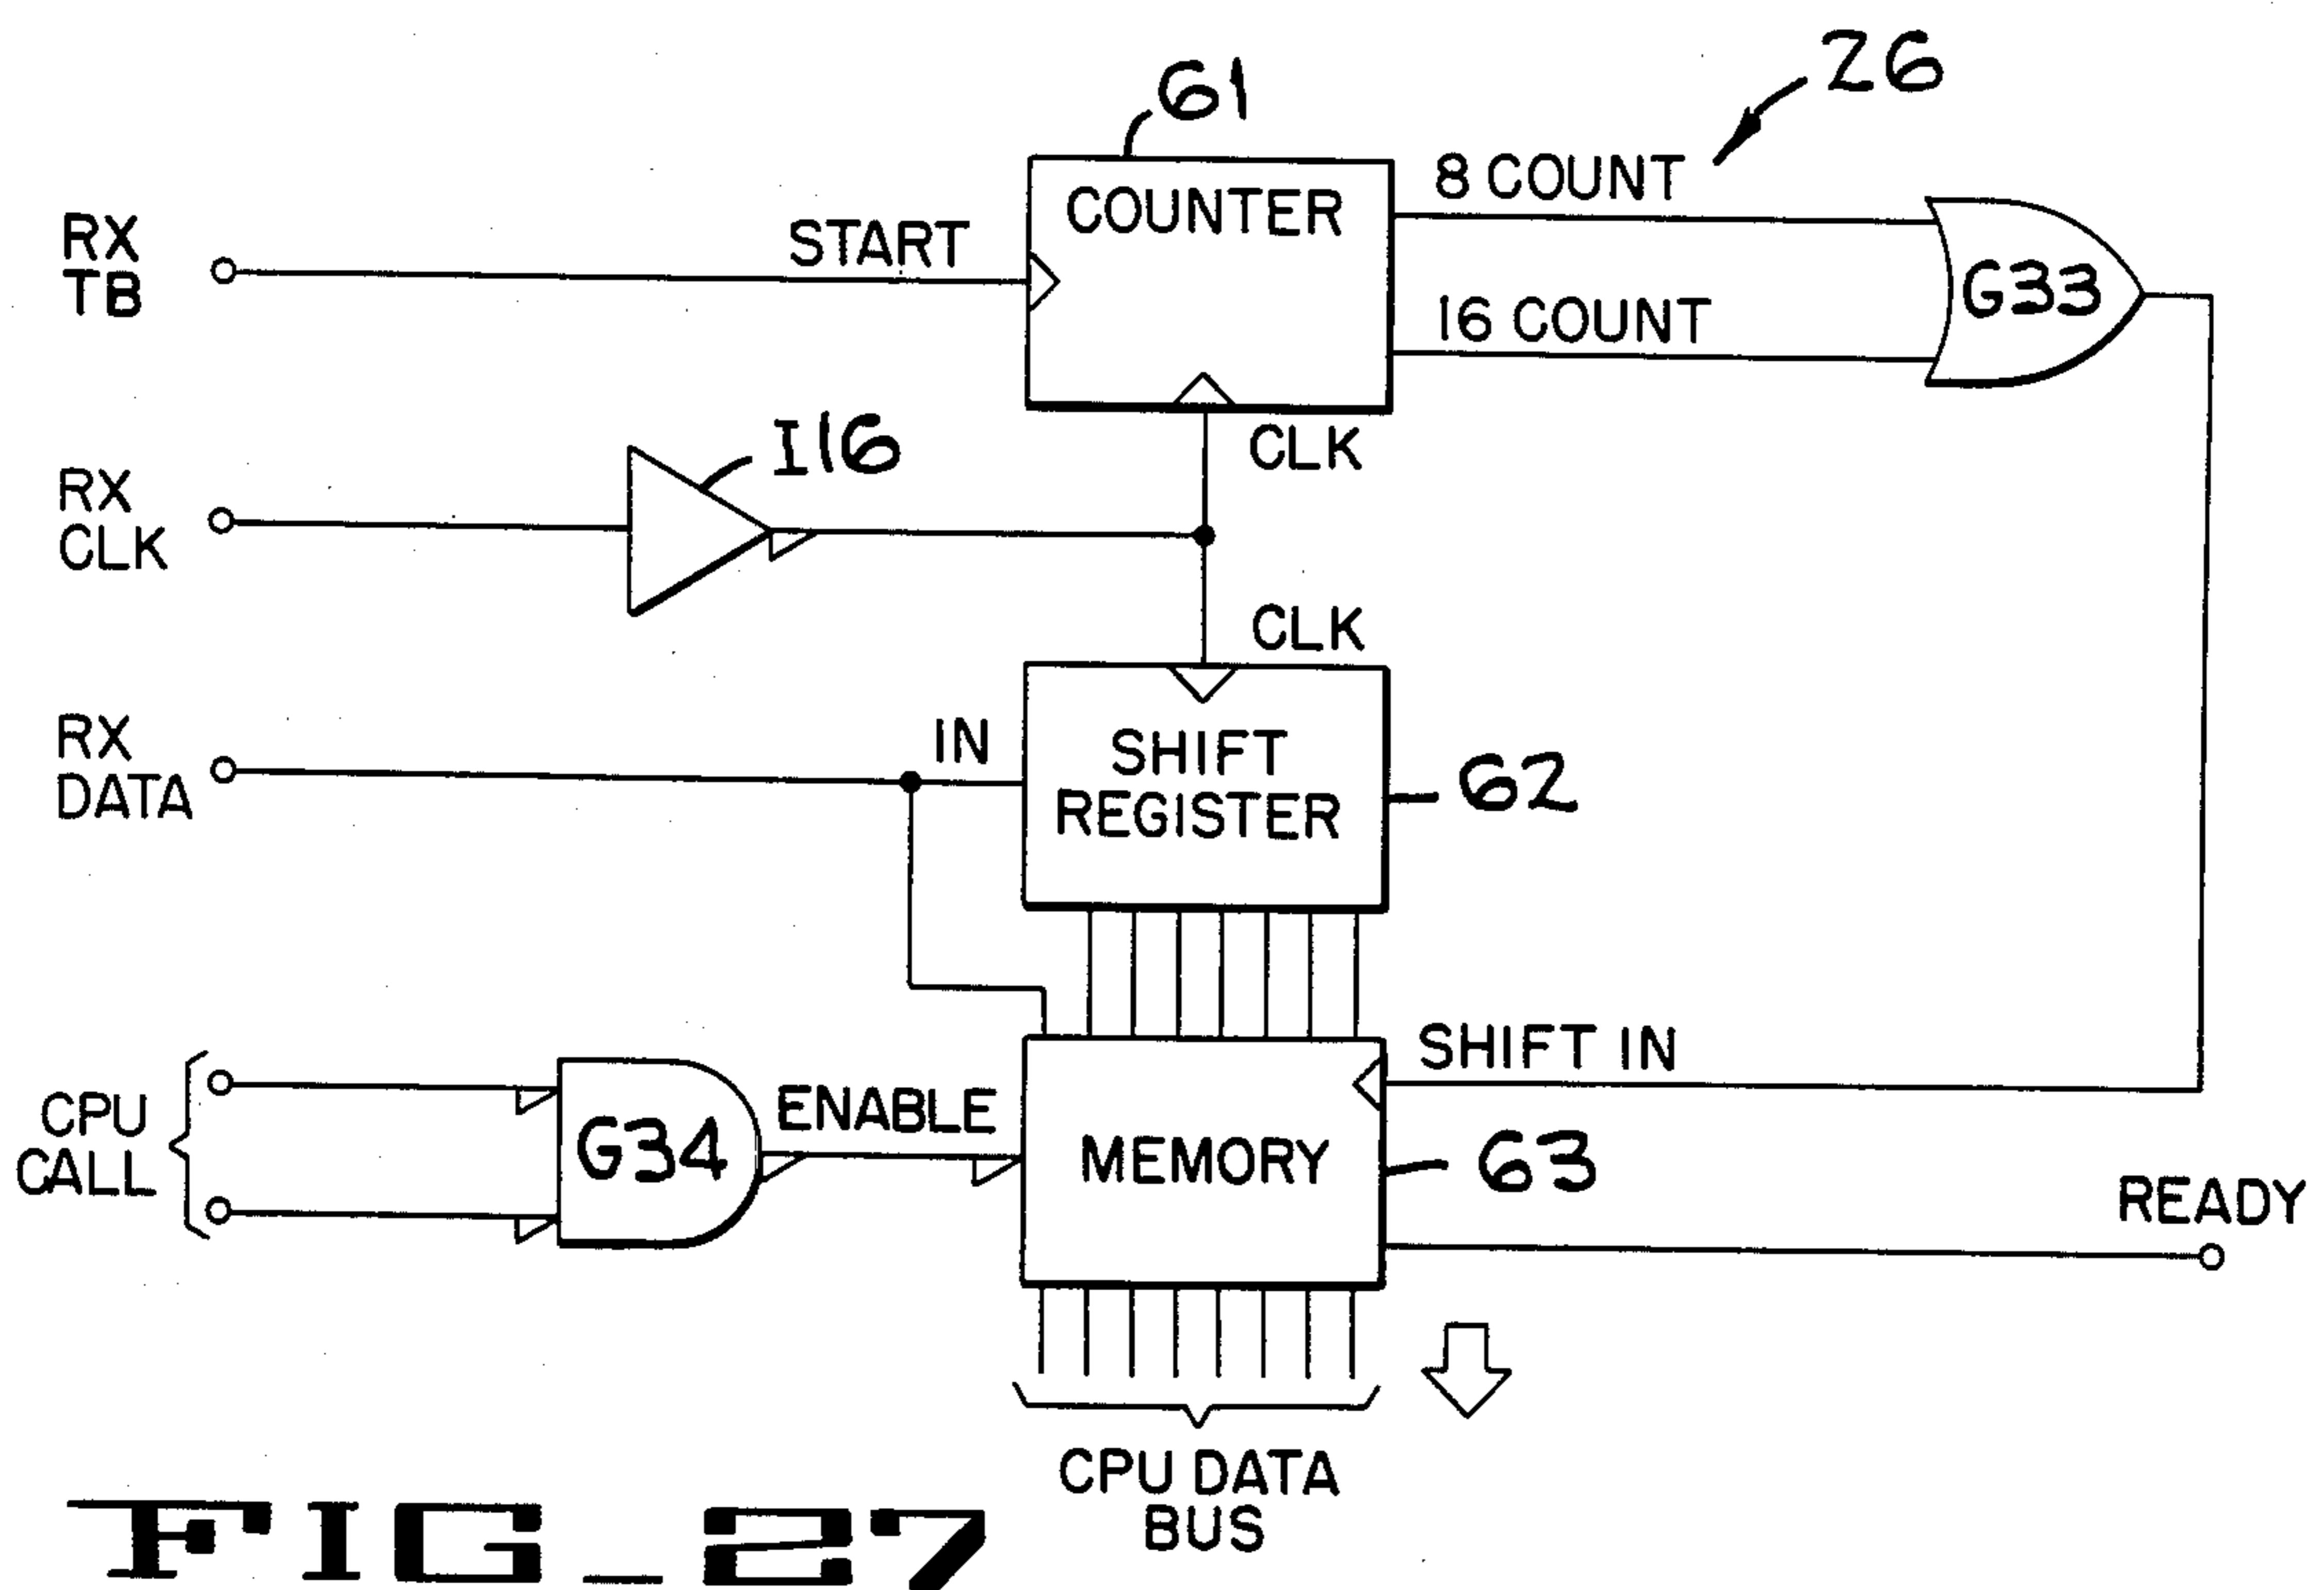 26
61
8 COUNT
COUNTER
RX
TB
START
G33
16 COUNT
I116
CLK
RX
CLK
CLK
RX
DATA
IN
SHIFT
REGISTER
62
SHIFT IN
CPU
CALL
G34
ENABLE
MEMORY
63
READY
CPU DATA
BUS
FIG_27